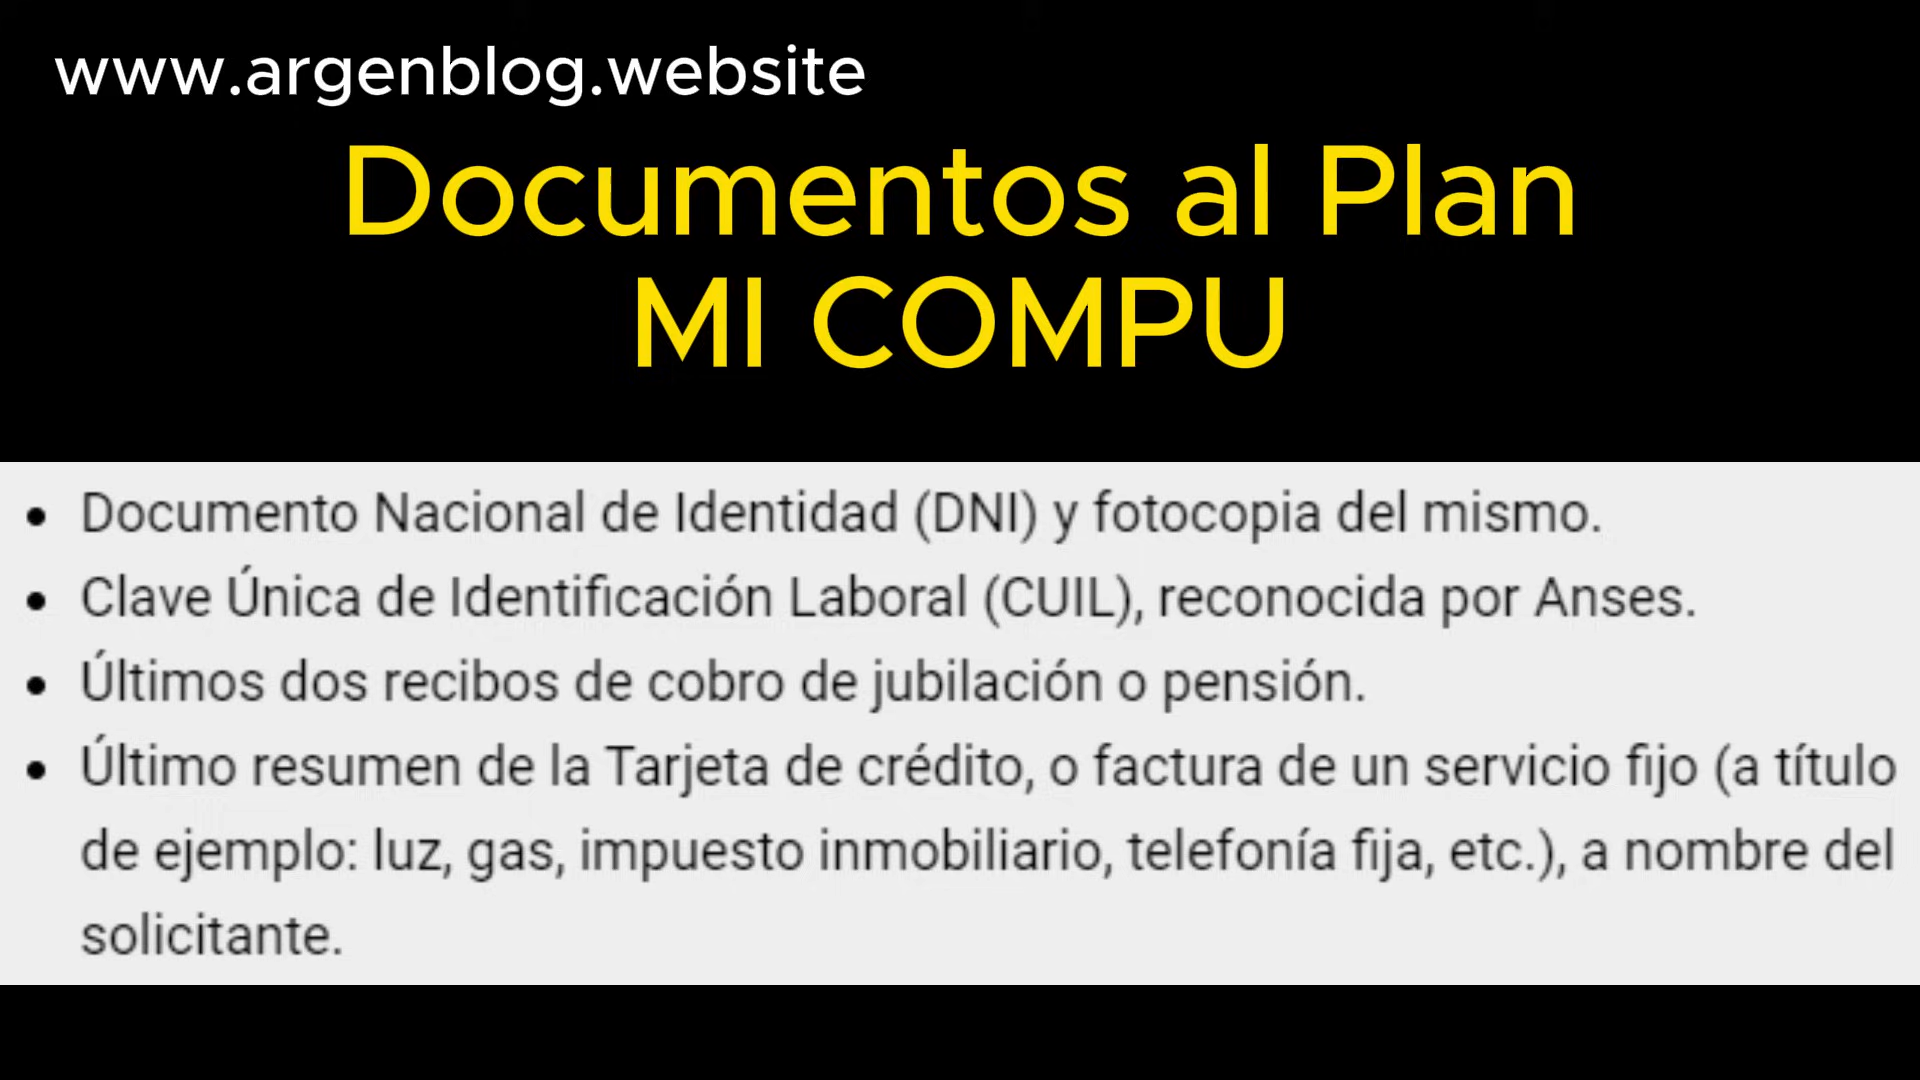 www.argenblog.website
Documentos al Plan
MI COMPU
• Documento Nacional de Identidad (DNI) y fotocopia del mismo.
• Clave Única de Identificación Laboral (CUIL), reconocida por Anses.
• Últimos dos recibos de cobro de jubilación o pensión.
• Último resumen de la Tarjeta de crédito, o factura de un servicio fijo (a título
de ejemplo: luz, gas, impuesto inmobiliario, telefonía fija, etc.), a nombre del
solicitante.